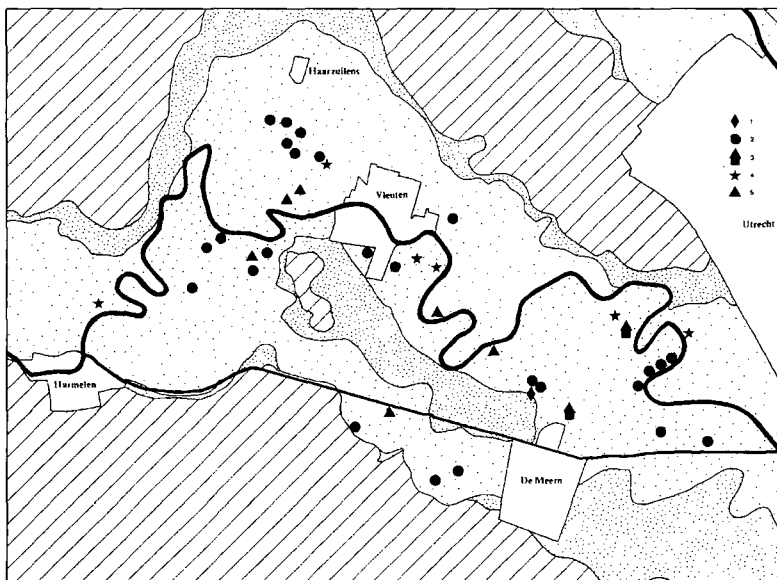 Haarzuilens
1
2
3
4
5
Vleuten
Utrecht
Harmelen
De Meern